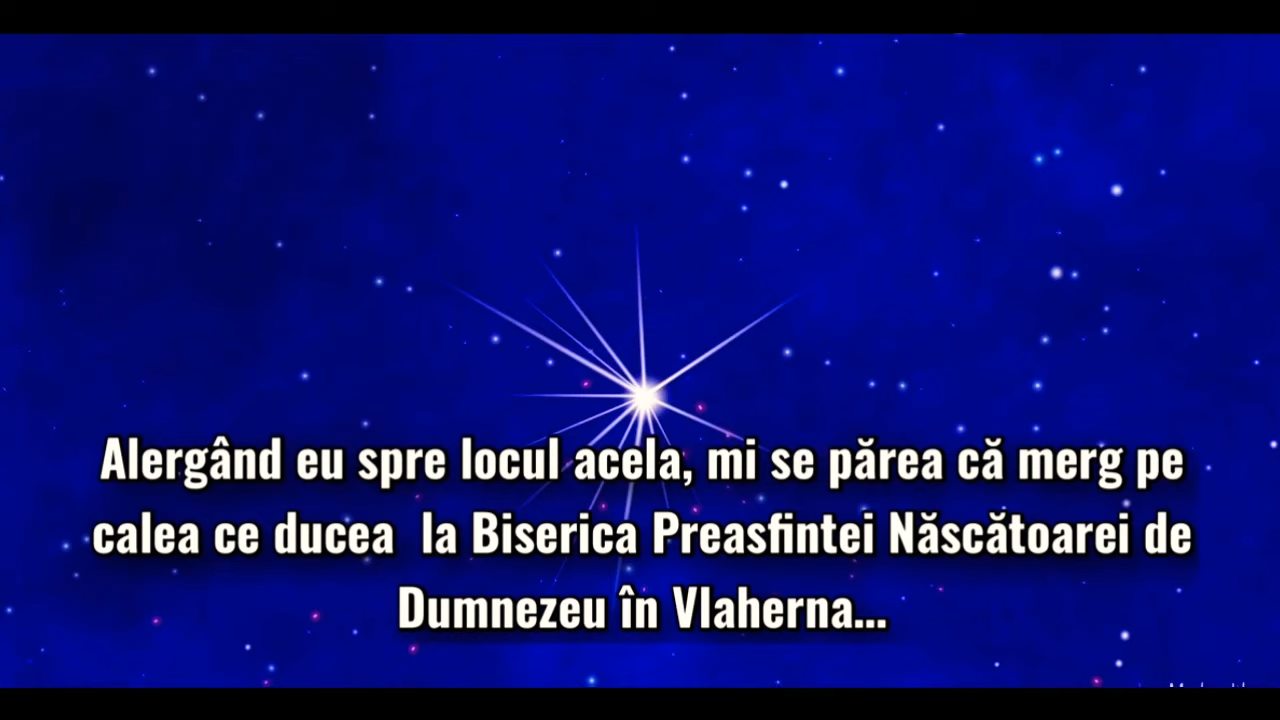 Alergând eu spre locul acela, mi se părea că merg pe
calea ce ducea la Biserica Preasfintei Născătoarei de
Dumnezeu în Vlaherna...